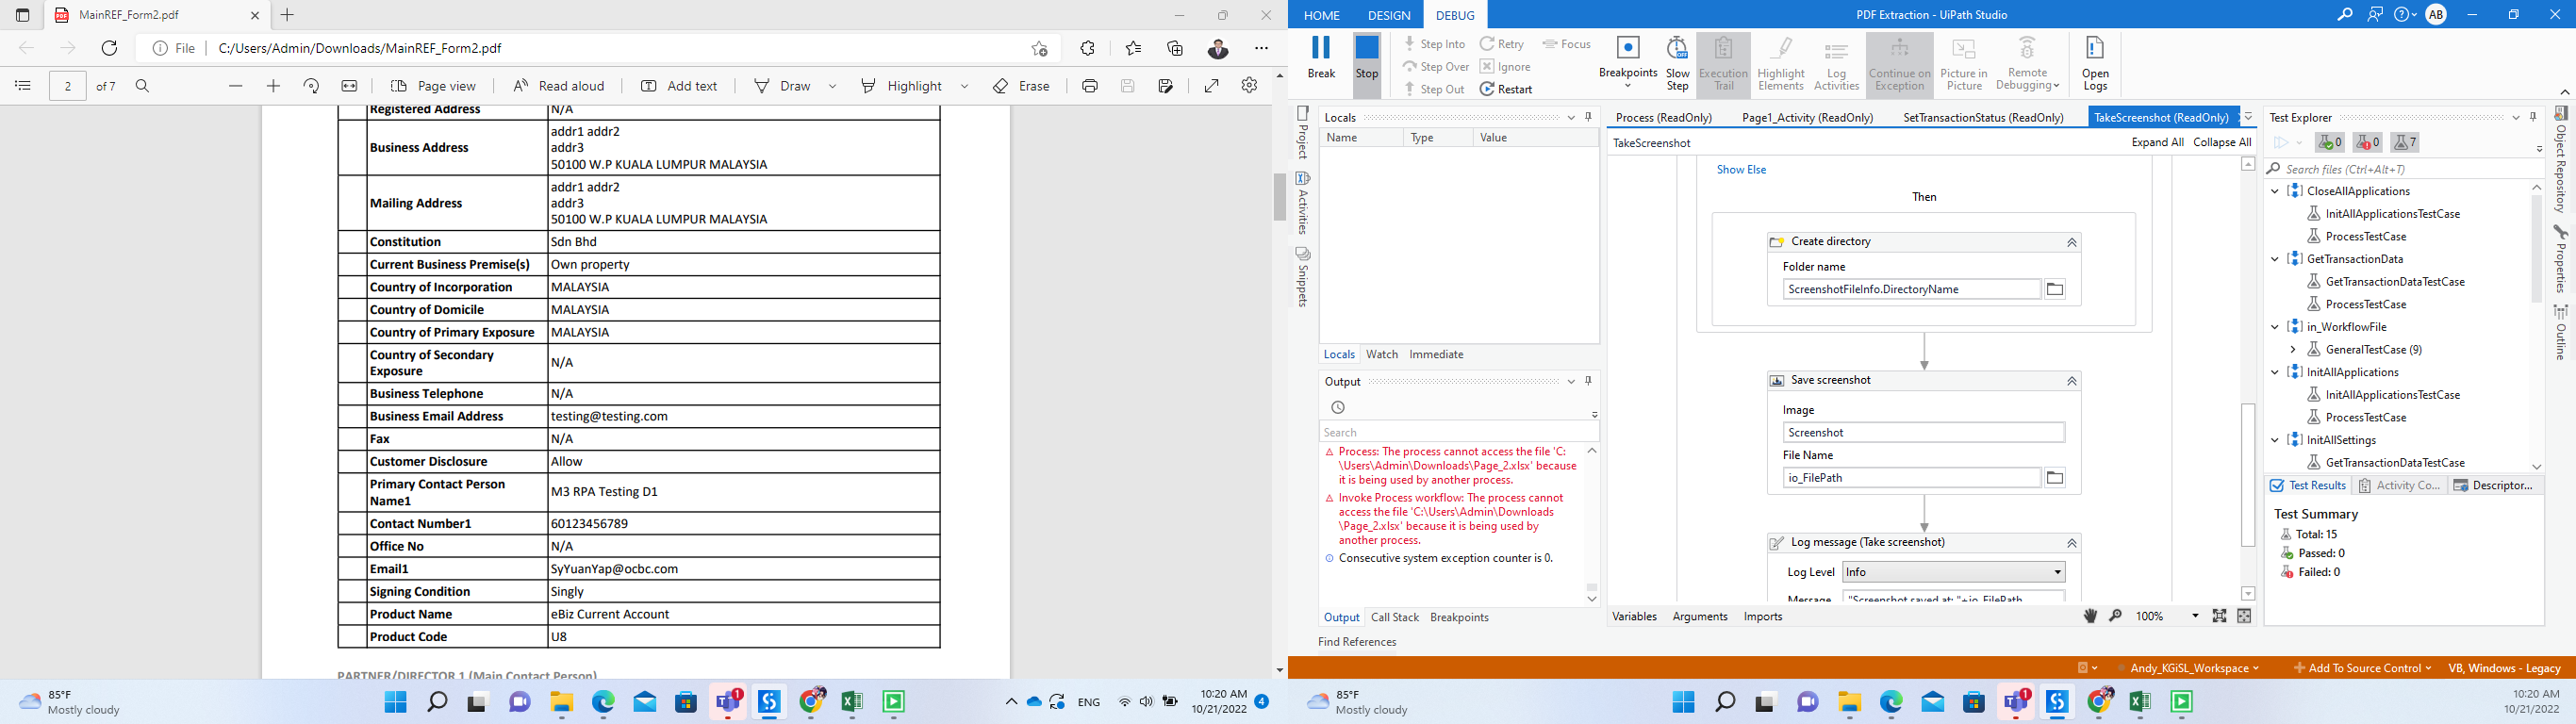 MainREF_Form2.pdf
File
C:/Users/Admin/Downloads/MainREF_Form2.pdf
2
of 7
Page view
Read aloud
Add text
Draw
Highlight
Erase
Registered Address
N/A
Business Address
addr1 addr2
addr3
50100 W.P KUALA LUMPUR MALAYSIA
Mailing Address
addr1 addr2
addr3
50100 W.P KUALA LUMPUR MALAYSIA
Constitution
Sdn Bhd
Current Business Premise(s)
Own property
Country of Incorporation
MALAYSIA
Country of Domicile
MALAYSIA
Country of Primary Exposure
MALAYSIA
Country of Secondary
Exposure
N/A
Business Telephone
N/A
Business Email Address
testing@testing.com
Fax
N/A
Customer Disclosure
Allow
Primary Contact Person
Name1
M3 RPA Testing D1
Contact Number1
60123456789
Office No
N/A
Email1
SyYuanYap@ocbc.com
Signing Condition
Singly
Product Name
eBiz Current Account
Product Code
U8
PARTNER/DIRECTOR 1 (Main Contact Person)
85°F
Mostly cloudy
ENG
10:20 AM
10/21/2022
4
HOME
DESIGN
DEBUG
PDF Extraction - UiPath Studio
AB
Break
Stop
Step Into
Step Over
Step Out
Retry
Ignore
Restart
Focus
Breakpoints
Slow
Step
Execution
Trail
Highlight
Elements
Log
Activities
Continue on
Exception
Picture in
Picture
Remote
Debugging
Open
Logs
Project
Activities
Snippets
Locals
Name
Type
Value
Locals
Watch
Immediate
Output
Search
Process: The process cannot access the file 'C:
\Users\Admin\Downloads\Page_2.xlsx' because
it is being used by another process.
Invoke Process workflow: The process cannot
access the file 'C:\Users\Admin\Downloads
\Page_2.xlsx' because it is being used by
another process.
Consecutive system exception counter is 0.
Output
Call Stack
Breakpoints
Find References
Process (ReadOnly)
Page1_Activity (ReadOnly)
SetTransactionStatus (ReadOnly)
TakeScreenshot (ReadOnly)
TakeScreenshot
Expand All
Collapse All
Show Else
Then
Create directory
Folder name
ScreenshotFileInfo.DirectoryName
Save screenshot
Image
Screenshot
File Name
io_FilePath
Log message (Take screenshot)
Log Level
Info
Message
"Screenshot saved at: "+io_FilePath
Variables
Arguments
Imports
100%
Test Explorer
0
0
7
Search files (Ctrl+Alt+T)
CloseAllApplications
InitAllApplicationsTestCase
ProcessTestCase
GetTransactionData
GetTransactionDataTestCase
ProcessTestCase
in_WorkflowFile
GeneralTestCase (9)
InitAllApplications
InitAllApplicationsTestCase
ProcessTestCase
InitAllSettings
GetTransactionDataTestCase
Test Results
Activity Co...
Descriptor...
Test Summary
Total: 15
Passed: 0
Failed: 0
Object Repository
Properties
Outline
Andy_KGiSL_Workspace
Add To Source Control
VB, Windows - Legacy
85°F
Mostly cloudy
10:20 AM
10/21/2022